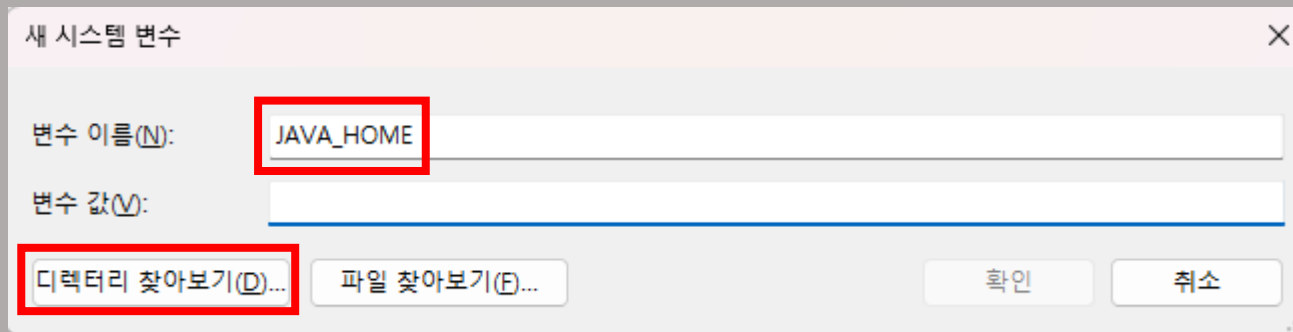 새 시스템 변수
변수 이름(N):
JAVA_HOME
변수 값(V):
디렉터리 찾아보기(D)...
파일 찾아보기(F)...
확인
취소